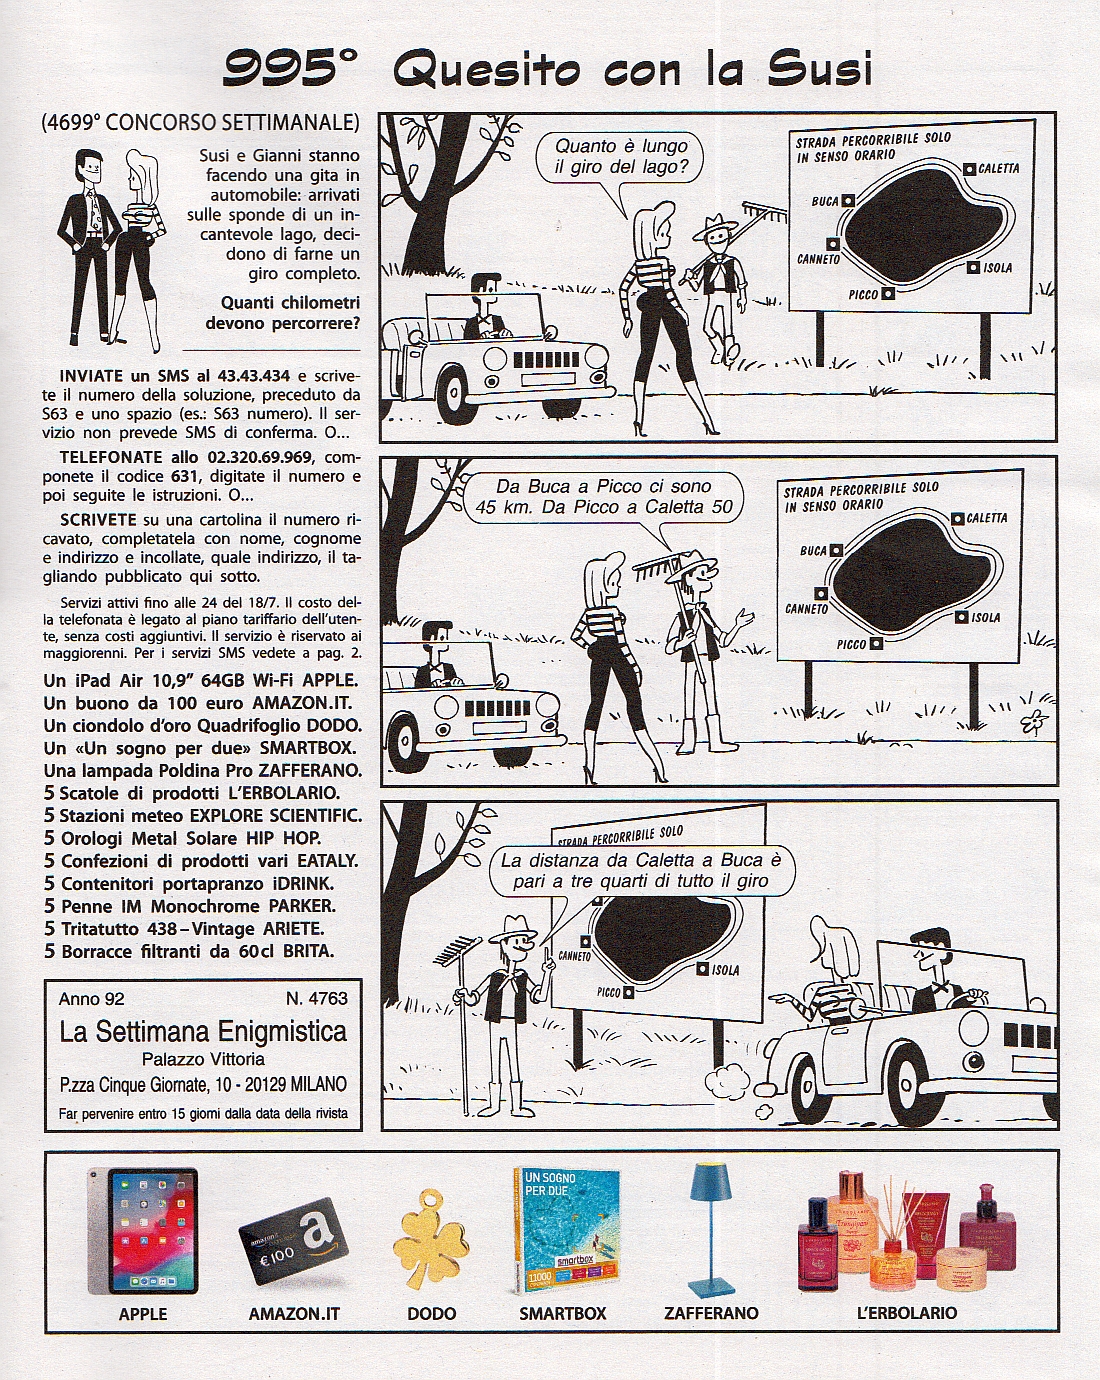 995° Quesito con la Susi
(4699° CONCORSO SETTIMANALE)
Susi e Gianni stanno
facendo una gita in
automobile: arrivati
sulle sponde di un in-
cantevole lago, deci-
dono di farne un
giro completo.
Quanti chilometri
devono percorrere?
INVIATE un SMS al 43.43.434 e scrive-
te il numero della soluzione, preceduto da
S63 e uno spazio (es.: S63 numero). Il ser-
vizio non prevede SMS di conferma. O...
TELEFONATE allo 02.320.69.969, com-
ponete il codice 631, digitate il numero e
poi seguite le istruzioni. O...
SCRIVETE su una cartolina il numero ri-
cavato, completatela con nome, cognome
e indirizzo e incollate, quale indirizzo, il ta-
gliando pubblicato qui sotto.
Servizi attivi fino alle 24 del 18/7. Il costo del-
la telefonata è legato al piano tariffario dell'uten-
te, senza costi aggiuntivi. Il servizio è riservato ai
maggiorenni. Per i servizi SMS vedete a pag. 2.
Un iPad Air 10,9" 64GB Wi-Fi APPLE.
Un buono da 100 euro AMAZON.IT.
Un ciondolo d'oro Quadrifoglio DODO.
Un «Un sogno per due» SMARTBOX.
Una lampada Poldina Pro ZAFFERANO.
5 Scatole di prodotti L'ERBOLARIO.
5 Stazioni meteo EXPLORE SCIENTIFIC.
5 Orologi Metal Solare HIP HOP.
5 Confezioni di prodotti vari EATALY.
5 Contenitori portapranzo iDRINK.
5 Penne IM Monochrome PARKER.
5 Tritatutto 438–Vintage ARIETE.
5 Borracce filtranti da 60cl BRITA.
Anno 92 N. 4763
La Settimana Enigmistica
Palazzo Vittoria
P.zza Cinque Giornate, 10 - 20129 MILANO
Far pervenire entro 15 giorni dalla data della rivista
Quanto è lungo
il giro del lago?
STRADA PERCORRIBILE SOLO
IN SENSO ORARIO
CALETTA
BUCA
CANNETO
ISOLA
PICCO
Da Buca a Picco ci sono
45 km. Da Picco a Caletta 50
STRADA PERCORRIBILE SOLO
IN SENSO ORARIO
CALETTA
BUCA
CANNETO
ISOLA
PICCO
STRADA PERCORRIBILE SOLO
La distanza da Caletta a Buca è
pari a tre quarti di tutto il giro
CANNETO
ISOLA
PICCO
amazon
€100
a
UN SOGNO
PER DUE
smartbox
APPLE
AMAZON.IT
DODO
SMARTBOX
ZAFFERANO
L'ERBOLARIO